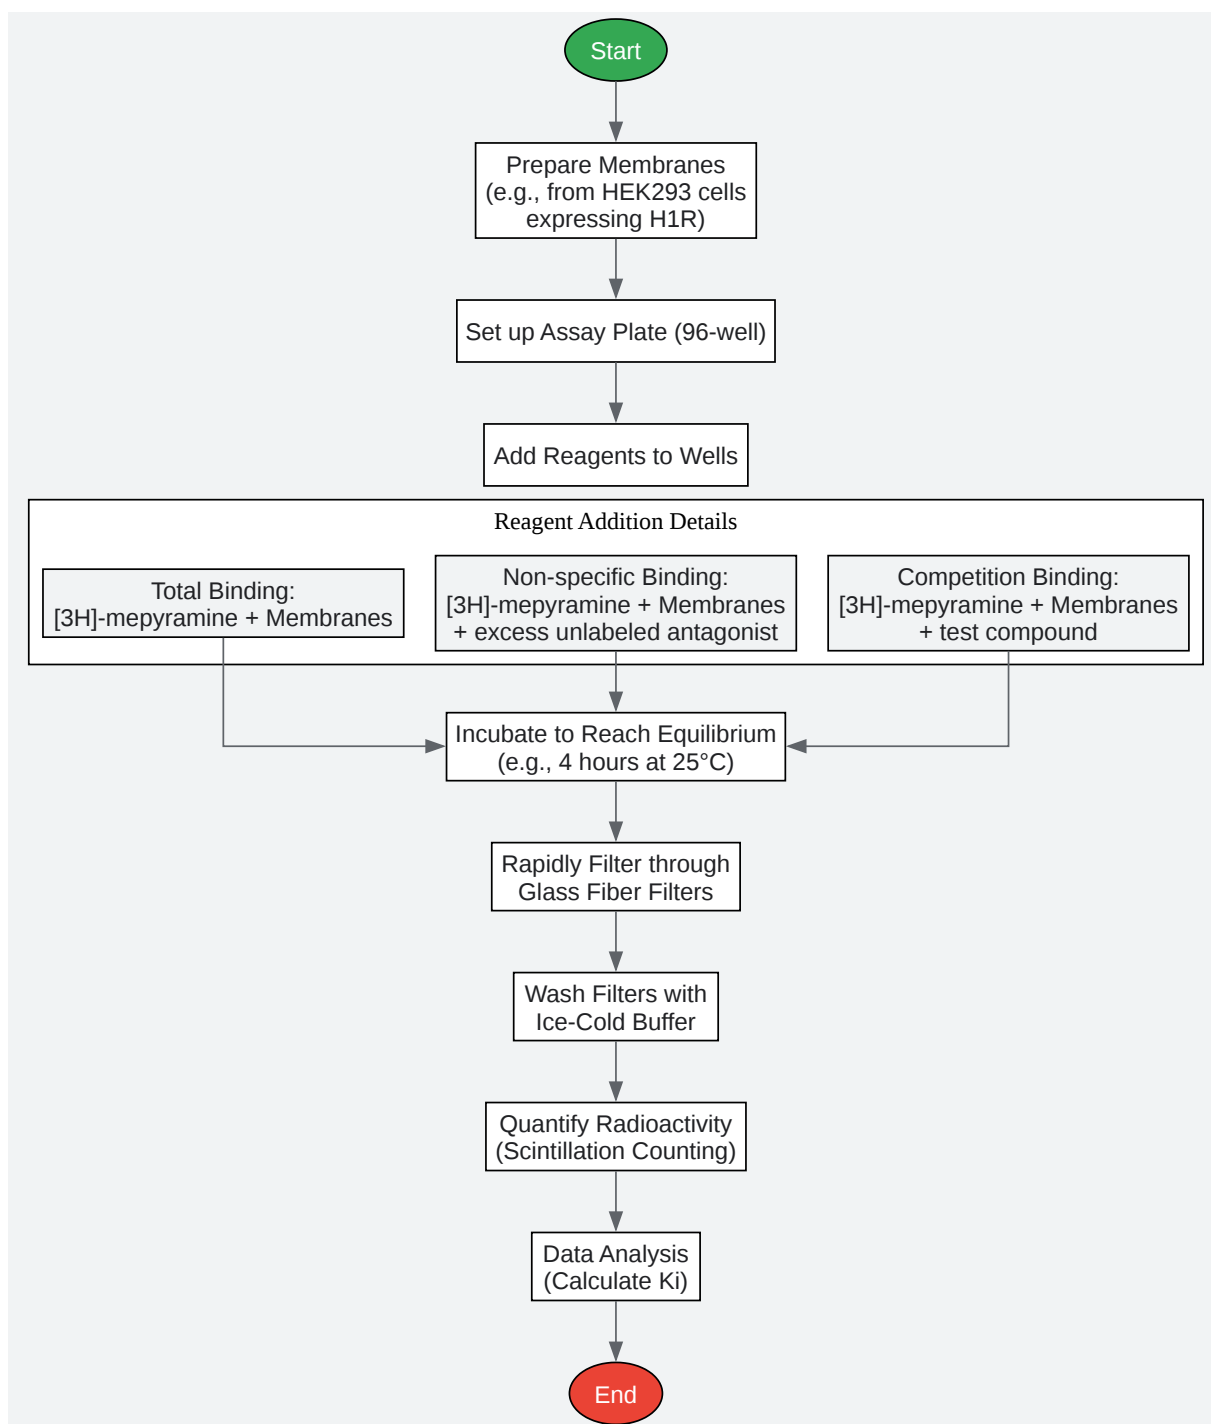 Start
Prepare Membranes
(e.g., from HEK293 cells
expressing H1R)
Set up Assay Plate (96-well)
Add Reagents to Wells
Reagent Addition Details
Total Binding:
[3H]-mepyramine + Membranes
Non-specific Binding:
[3H]-mepyramine + Membranes
+ excess unlabeled antagonist
Competition Binding:
[3H]-mepyramine + Membranes
+ test compound
Incubate to Reach Equilibrium
(e.g., 4 hours at 25°C)
Rapidly Filter through
Glass Fiber Filters
Wash Filters with
Ice-Cold Buffer
Quantify Radioactivity
(Scintillation Counting)
Data Analysis
(Calculate Ki)
End